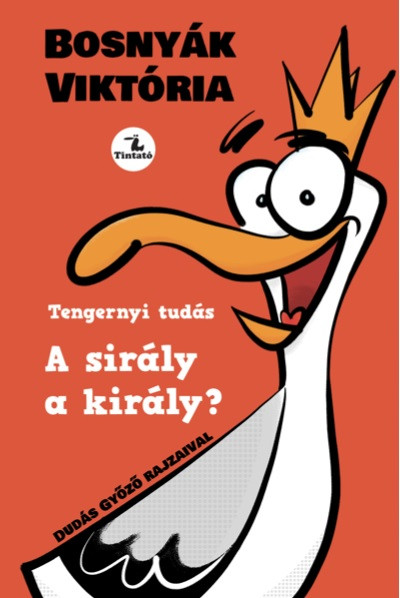 BOSNYÁK
VIKTÓRIA
Tintató
Tengernyi tudás
A sirály
a király?
DUDÁS GYŐZŐ RAJZAIVAL